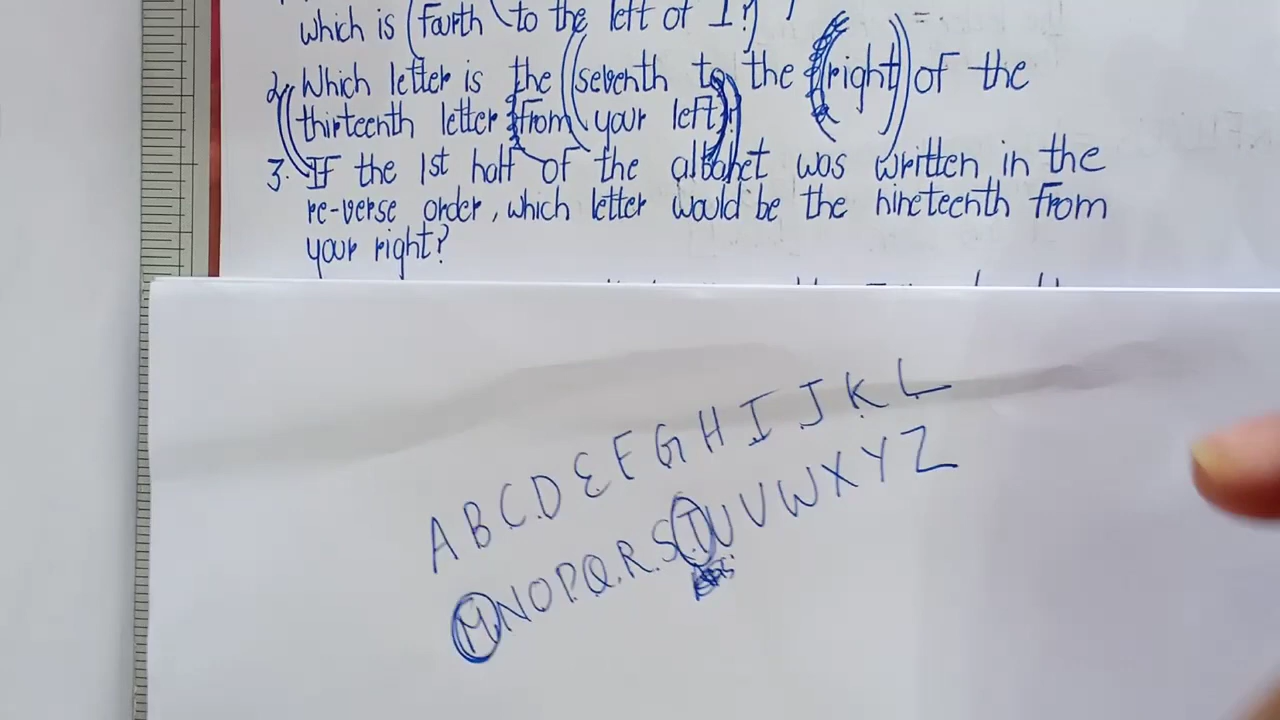 which is (fourth to the left of I?)
2. Which letter is the (seventh to the (right) of the
(thirteenth letter from your left)?
3. If the 1st half of the alfabet was written in the
re-verse order, which letter would be the nineteenth from
your right?
A B C D E F G H I J K L
M N O P Q R S T U V W X Y Z